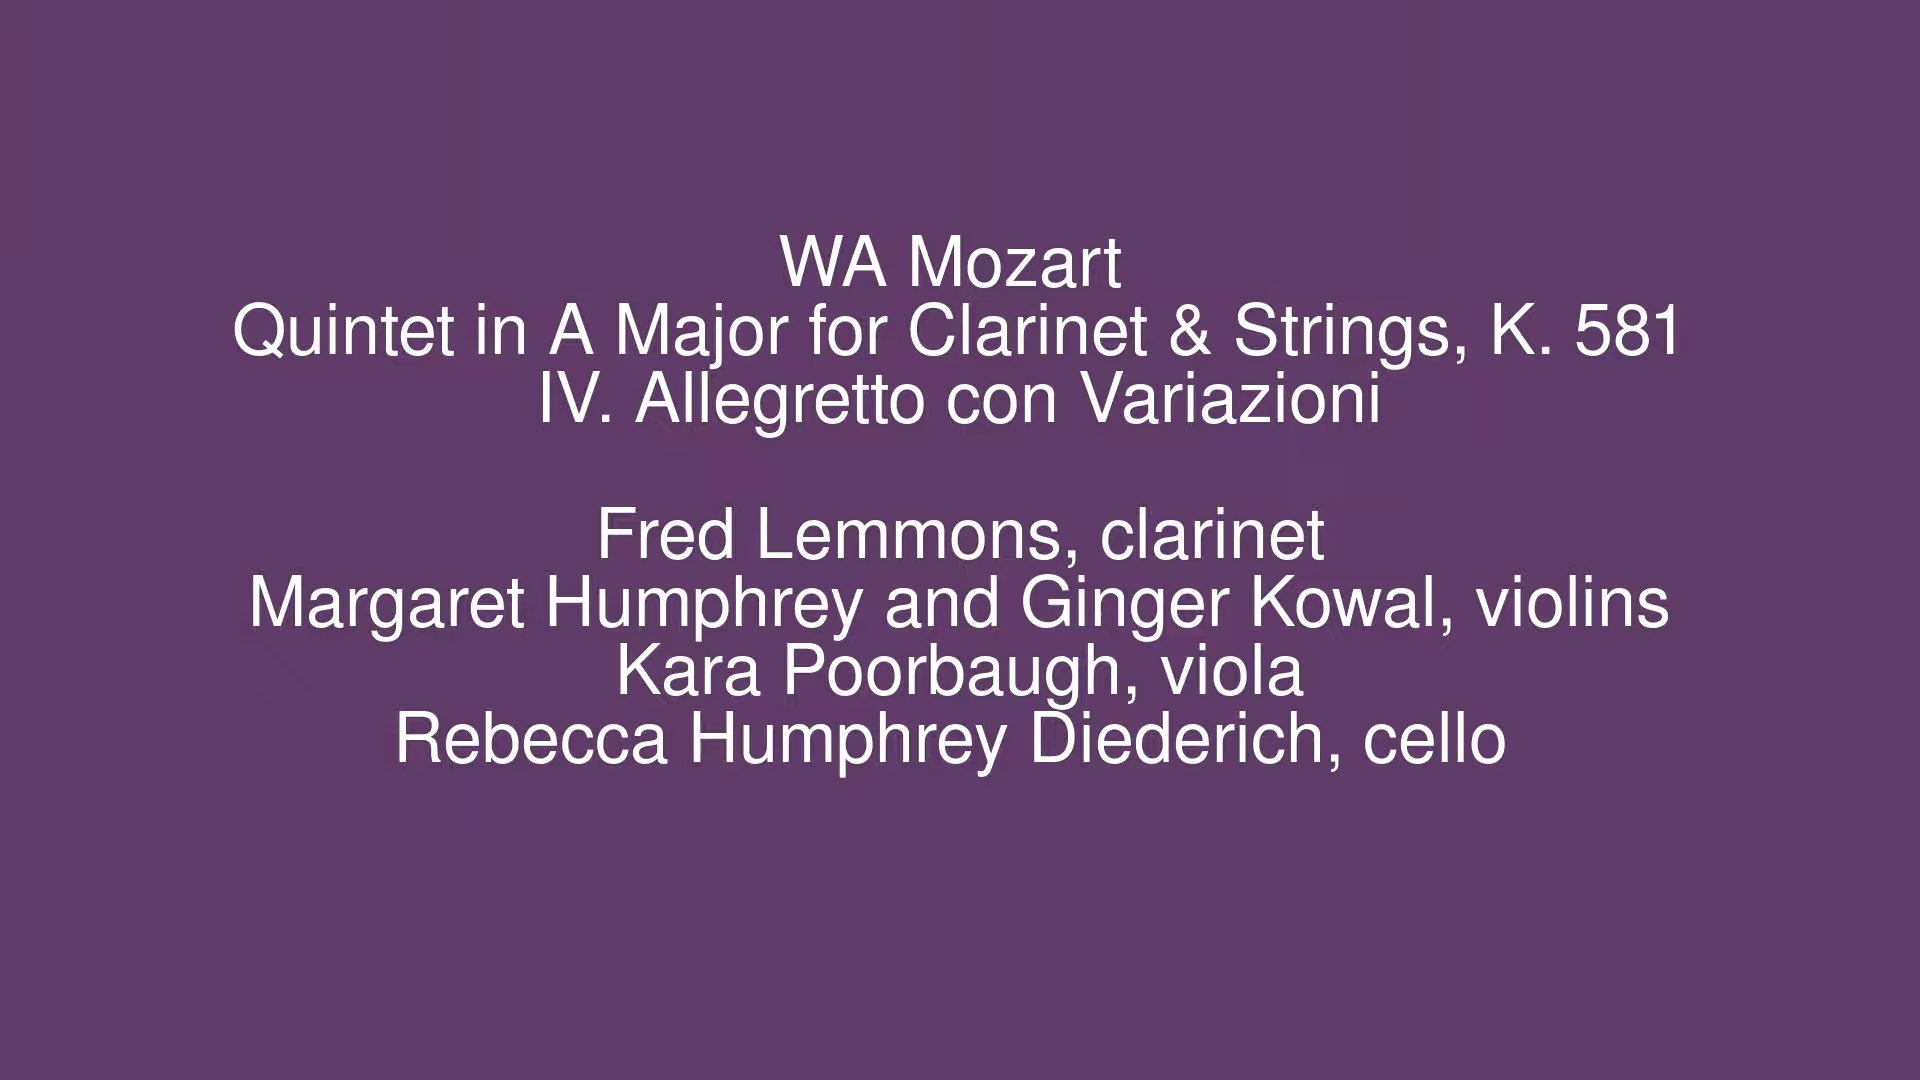 WA Mozart
Quintet in A Major for Clarinet & Strings, K. 581
IV. Allegretto con Variazioni
Fred Lemmons, clarinet
Margaret Humphrey and Ginger Kowal, violins
Kara Poorbaugh, viola
Rebecca Humphrey Diederich, cello